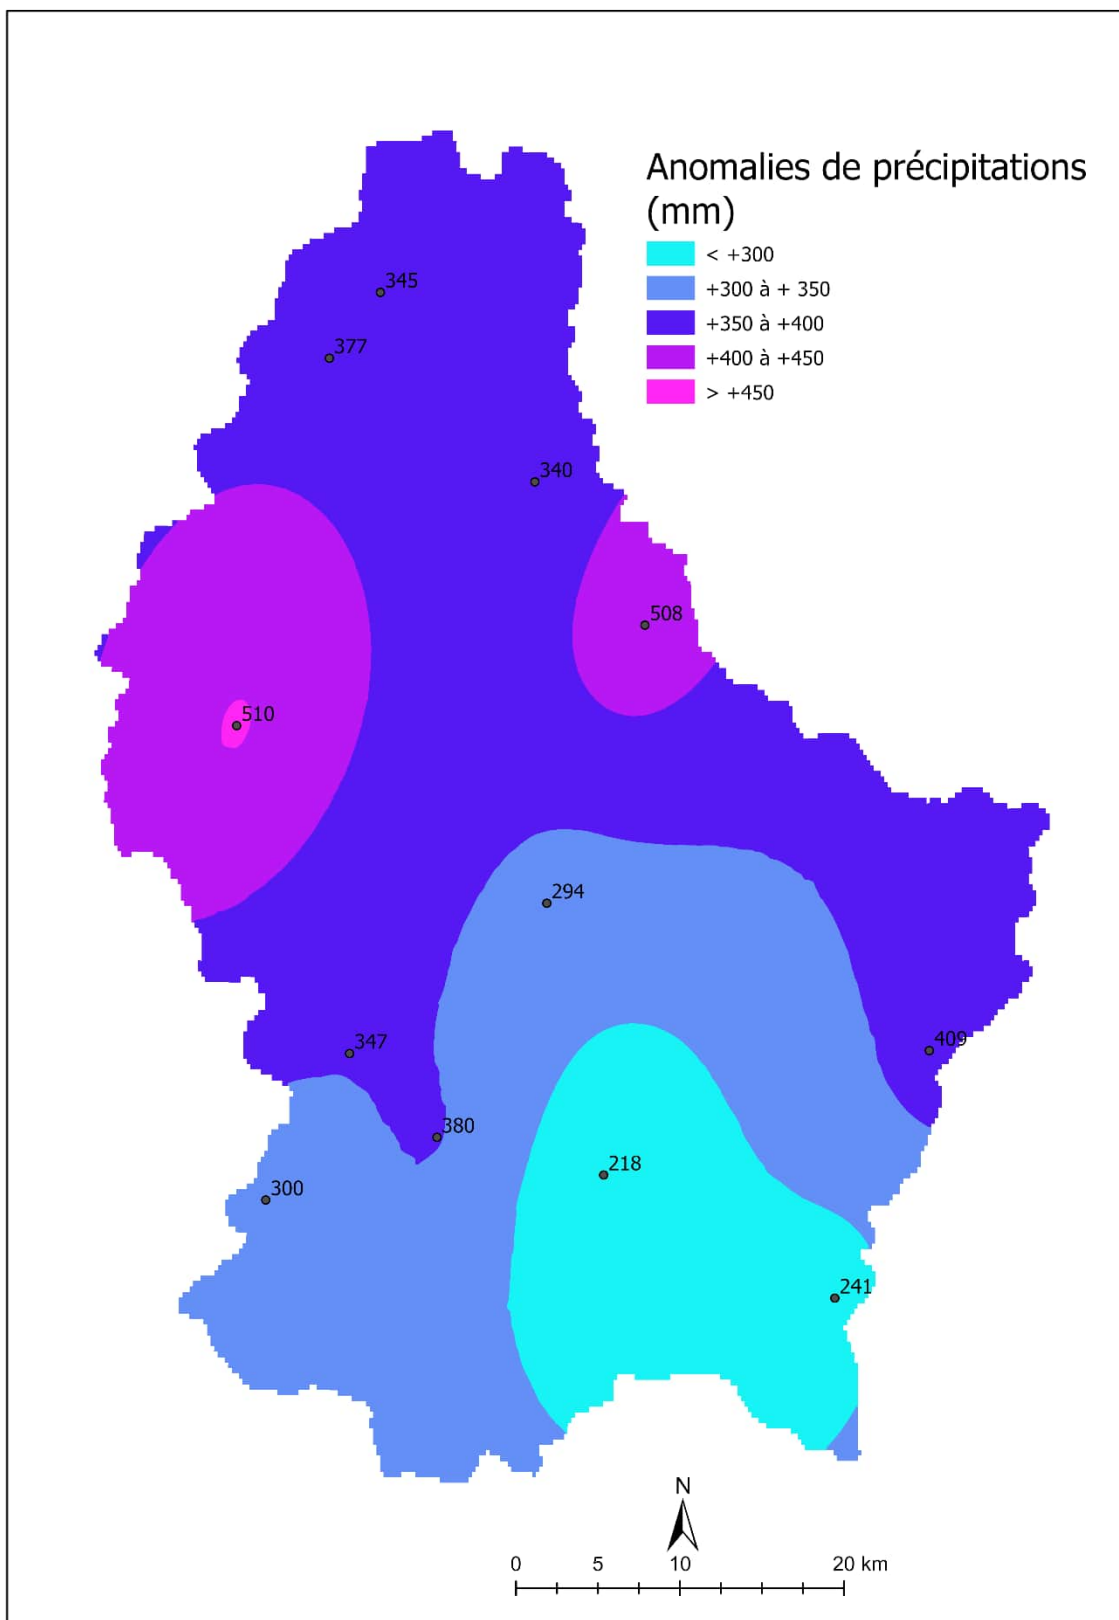 Anomalies de précipitations
(mm)
< +300
+300 à + 350
+350 à +400
+400 à +450
> +450
345
377
340
508
510
294
347
409
380
218
300
241
N
0 5 10 20 km